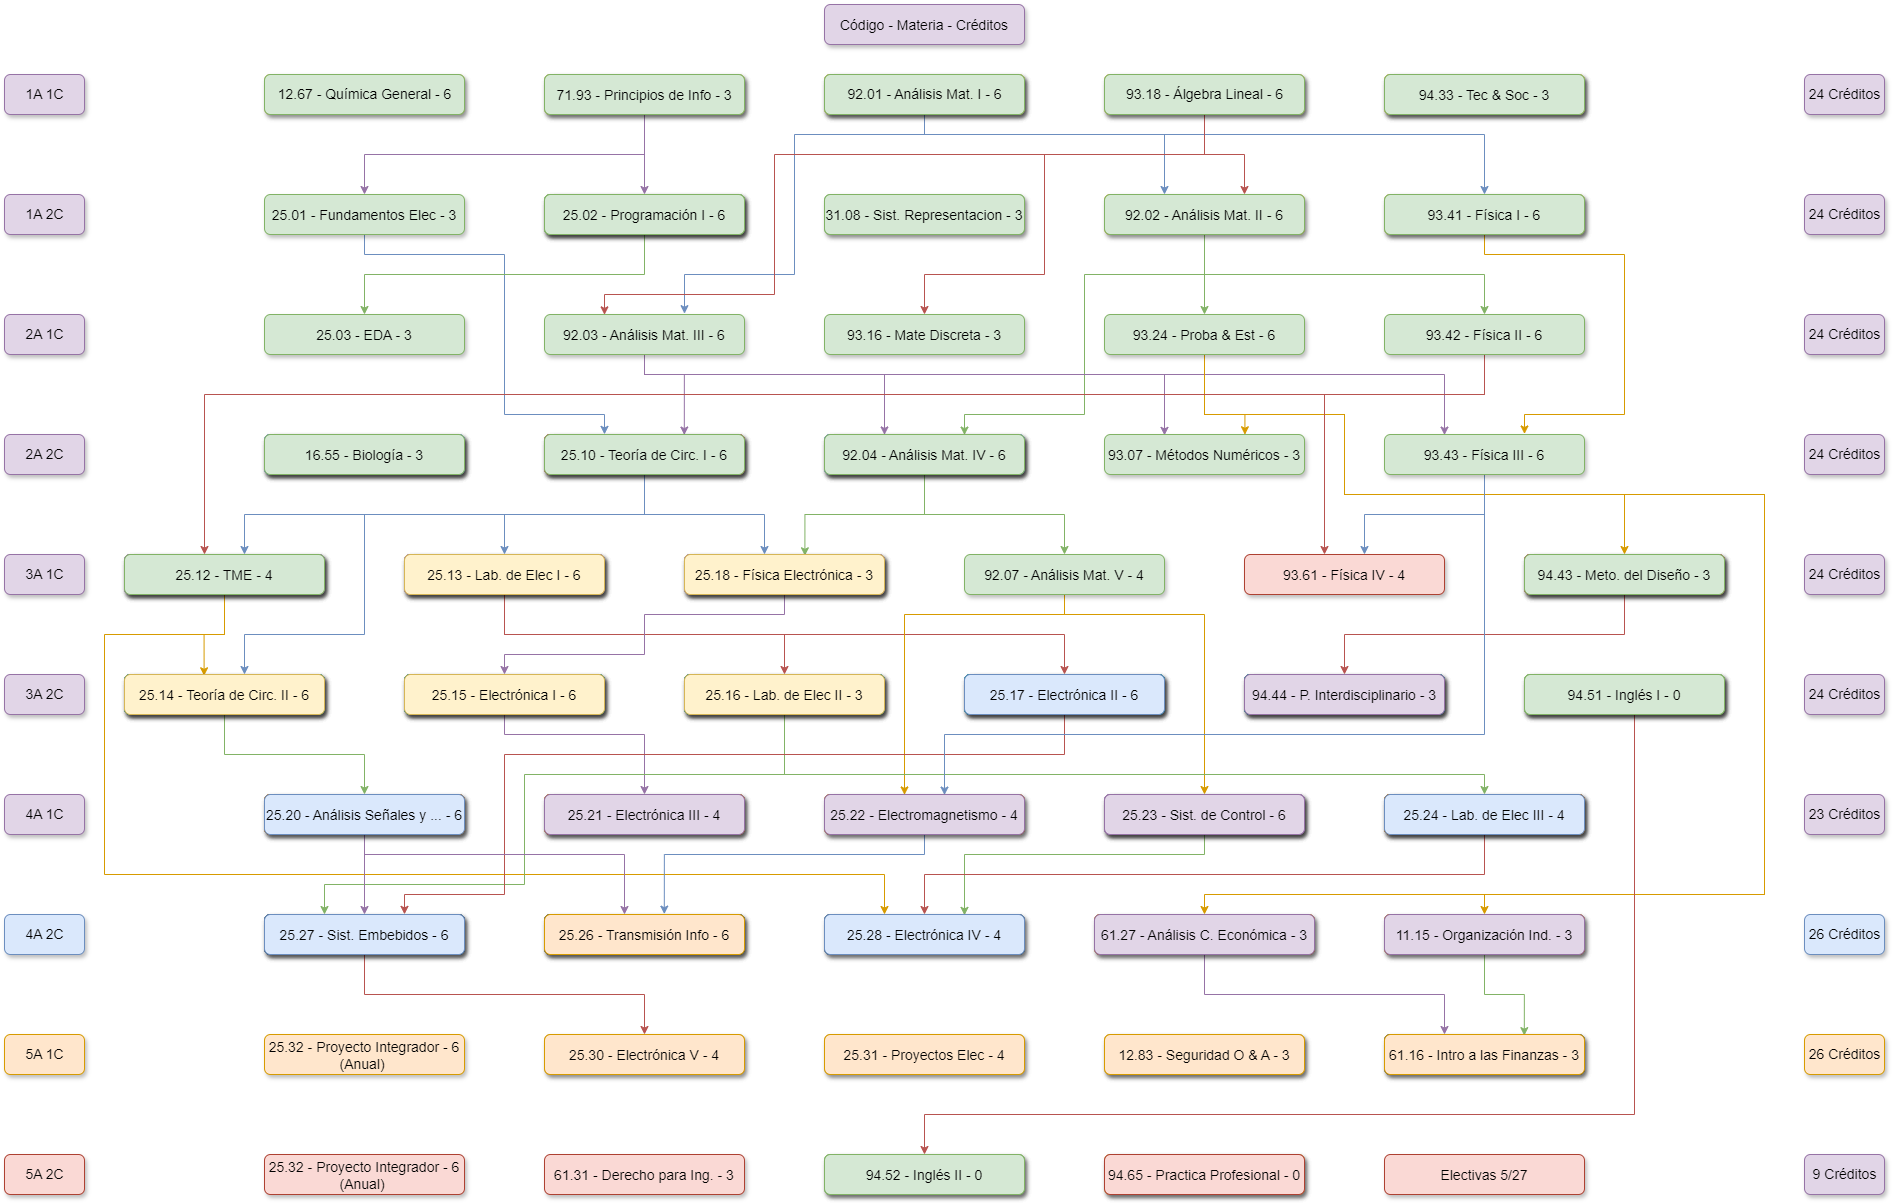 Código - Materia - Créditos
1A 1C
12.67 - Química General - 6
71.93 - Principios de Info - 3
92.01 - Análisis Mat. I - 6
93.18 - Álgebra Lineal - 6
94.33 - Tec & Soc - 3
24 Créditos
1A 2C
25.01 - Fundamentos Elec - 3
25.02 - Programación I - 6
31.08 - Sist. Representacion - 3
92.02 - Análisis Mat. II - 6
93.41 - Física I - 6
24 Créditos
2A 1C
25.03 - EDA - 3
92.03 - Análisis Mat. III - 6
93.16 - Mate Discreta - 3
93.24 - Proba & Est - 6
93.42 - Física II - 6
24 Créditos
2A 2C
16.55 - Biología - 3
25.10 - Teoría de Circ. I - 6
92.04 - Análisis Mat. IV - 6
93.07 - Métodos Numéricos - 3
93.43 - Física III - 6
24 Créditos
3A 1C
25.12 - TME - 4
25.13 - Lab. de Elec I - 6
25.18 - Física Electrónica - 3
92.07 - Análisis Mat. V - 4
93.61 - Física IV - 4
94.43 - Meto. del Diseño - 3
24 Créditos
3A 2C
25.14 - Teoría de Circ. II - 6
25.15 - Electrónica I - 6
25.16 - Lab. de Elec II - 3
25.17 - Electrónica II - 6
94.44 - P. Interdisciplinario - 3
94.51 - Inglés I - 0
24 Créditos
4A 1C
25.20 - Análisis Señales y ... - 6
25.21 - Electrónica III - 4
25.22 - Electromagnetismo - 4
25.23 - Sist. de Control - 6
25.24 - Lab. de Elec III - 4
23 Créditos
4A 2C
25.27 - Sist. Embebidos - 6
25.26 - Transmisión Info - 6
25.28 - Electrónica IV - 4
61.27 - Análisis C. Económica - 3
11.15 - Organización Ind. - 3
26 Créditos
5A 1C
25.32 - Proyecto Integrador - 6
(Anual)
25.30 - Electrónica V - 4
25.31 - Proyectos Elec - 4
12.83 - Seguridad O & A - 3
61.16 - Intro a las Finanzas - 3
26 Créditos
5A 2C
25.32 - Proyecto Integrador - 6
(Anual)
61.31 - Derecho para Ing. - 3
94.52 - Inglés II - 0
94.65 - Practica Profesional - 0
Electivas 5/27
9 Créditos